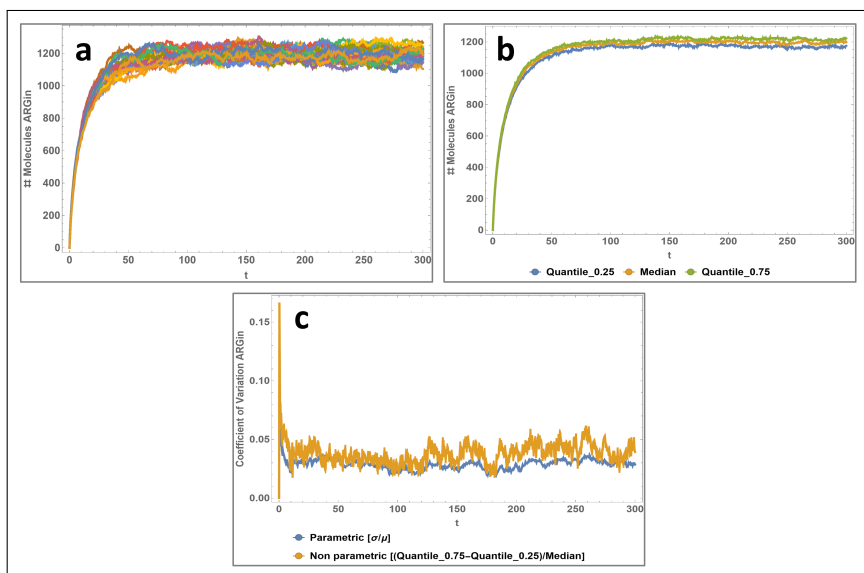 a
1200
1000
800
600
400
200
0
# Molecules ARGin
0 50 100 150 200 250 300
t
b
1200
1000
800
600
400
200
0
# Molecules ARGin
0 50 100 150 200 250 300
t
Quantile_0.25 Median Quantile_0.75
c
0.15
0.10
0.05
0.00
Coefficient of Variation ARGin
0 50 100 150 200 250 300
t
Parametric [σ/μ]
Non parametric [(Quantile_0.75−Quantile_0.25)/Median]